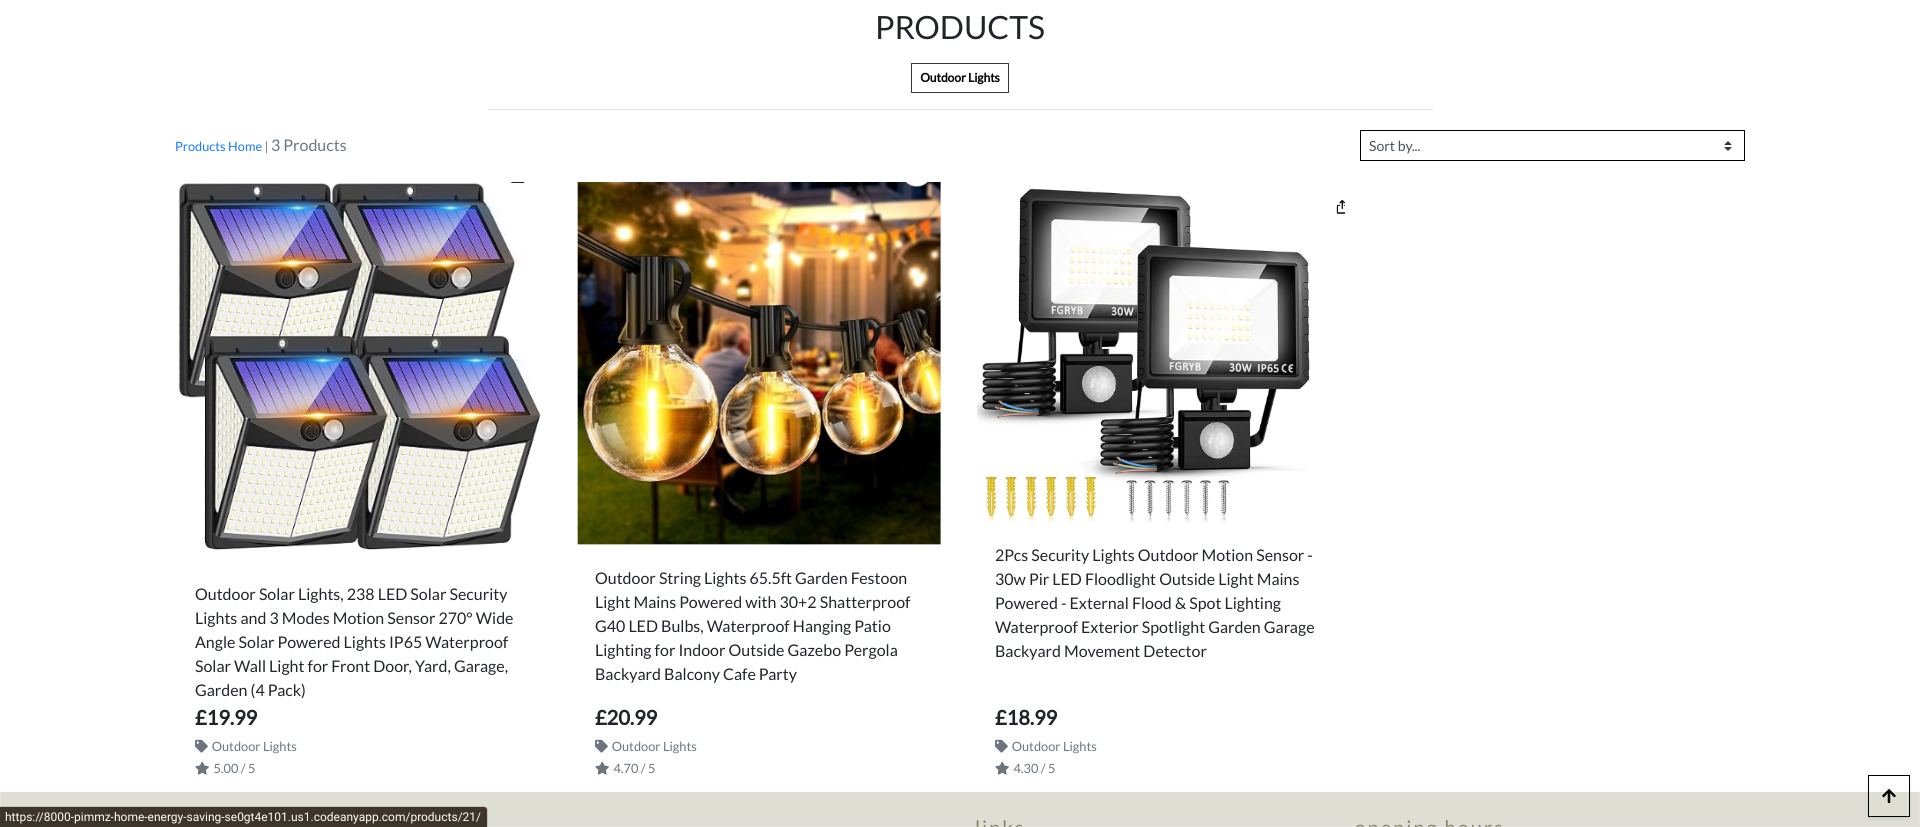 PRODUCTS
Outdoor Lights
Products Home | 3 Products
Sort by...
FGRYB 30W
FGRYB 30W IP65 CE
Outdoor Solar Lights, 238 LED Solar Security
Lights and 3 Modes Motion Sensor 270° Wide
Angle Solar Powered Lights IP65 Waterproof
Solar Wall Light for Front Door, Yard, Garage,
Garden (4 Pack)
£19.99
Outdoor Lights
5.00 / 5
Outdoor String Lights 65.5ft Garden Festoon
Light Mains Powered with 30+2 Shatterproof
G40 LED Bulbs, Waterproof Hanging Patio
Lighting for Indoor Outside Gazebo Pergola
Backyard Balcony Cafe Party
£20.99
Outdoor Lights
4.70 / 5
2Pcs Security Lights Outdoor Motion Sensor -
30w Pir LED Floodlight Outside Light Mains
Powered - External Flood & Spot Lighting
Waterproof Exterior Spotlight Garden Garage
Backyard Movement Detector
£18.99
Outdoor Lights
4.30 / 5
https://8000-pimmz-home-energy-saving-se0gt4e101.us1.codeanyapp.com/products/21/
links
opening hours